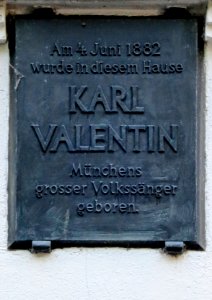 Am 4. Juni 1882
wurde in diesem Hause
KARL
VALENTIN
Münchens
grosser Volkssänger
geboren.